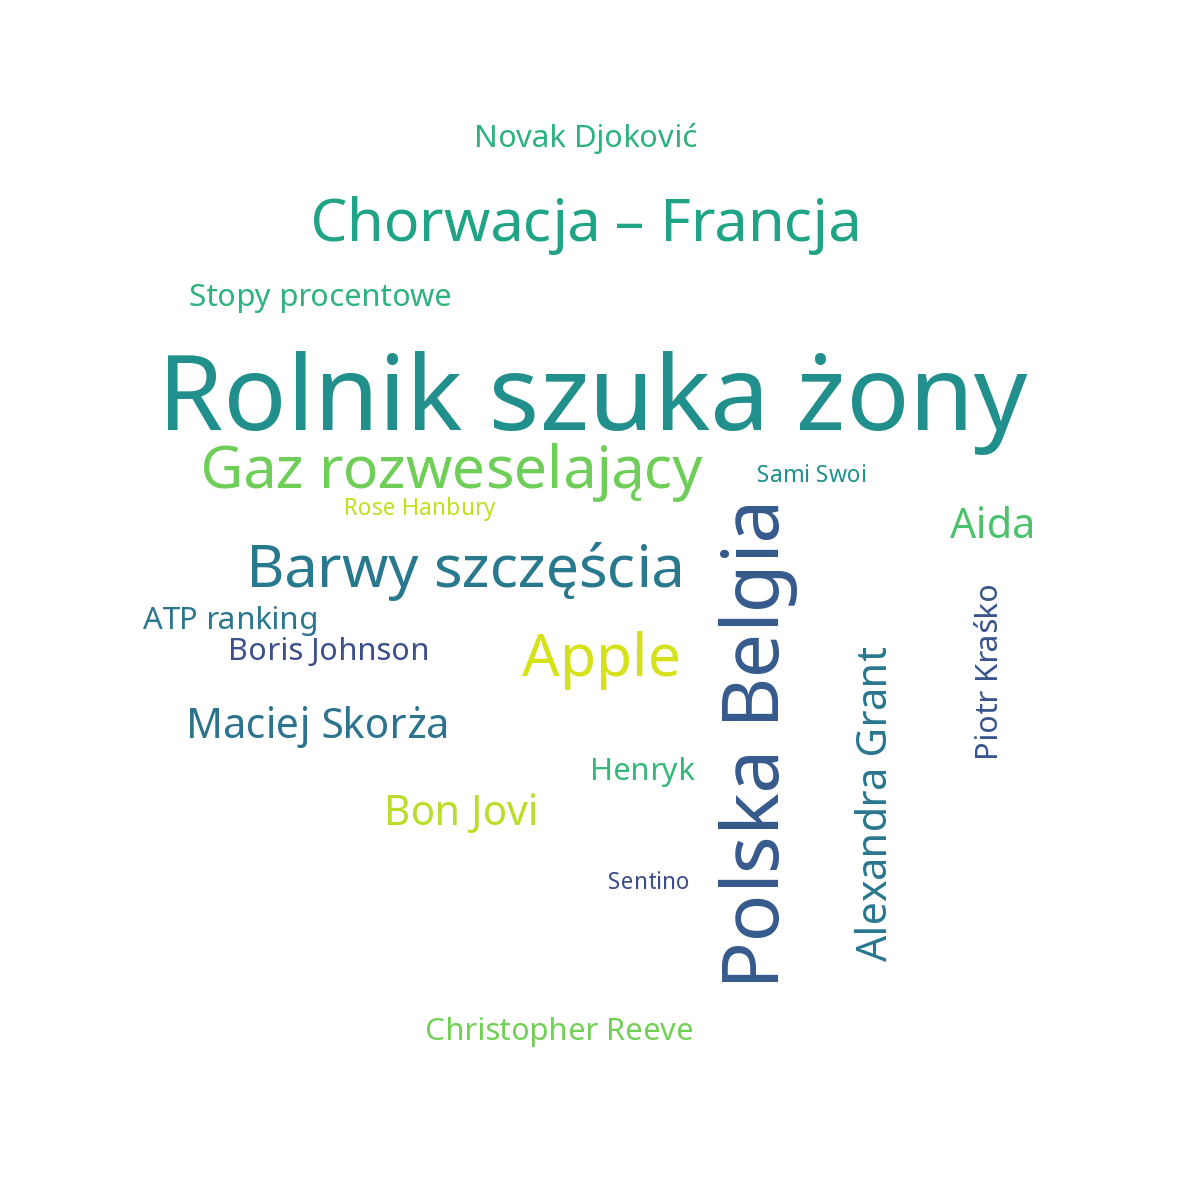 Novak Djoković
Chorwacja – Francja
Stopy procentowe
Rolnik szuka żony
Gaz rozweselający
Sami Swoi
Rose Hanbury
Aida
Barwy szczęścia
ATP ranking
Boris Johnson
Apple
Polska Belgia
Piotr Kraśko
Alexandra Grant
Maciej Skorża
Henryk
Bon Jovi
Sentino
Christopher Reeve